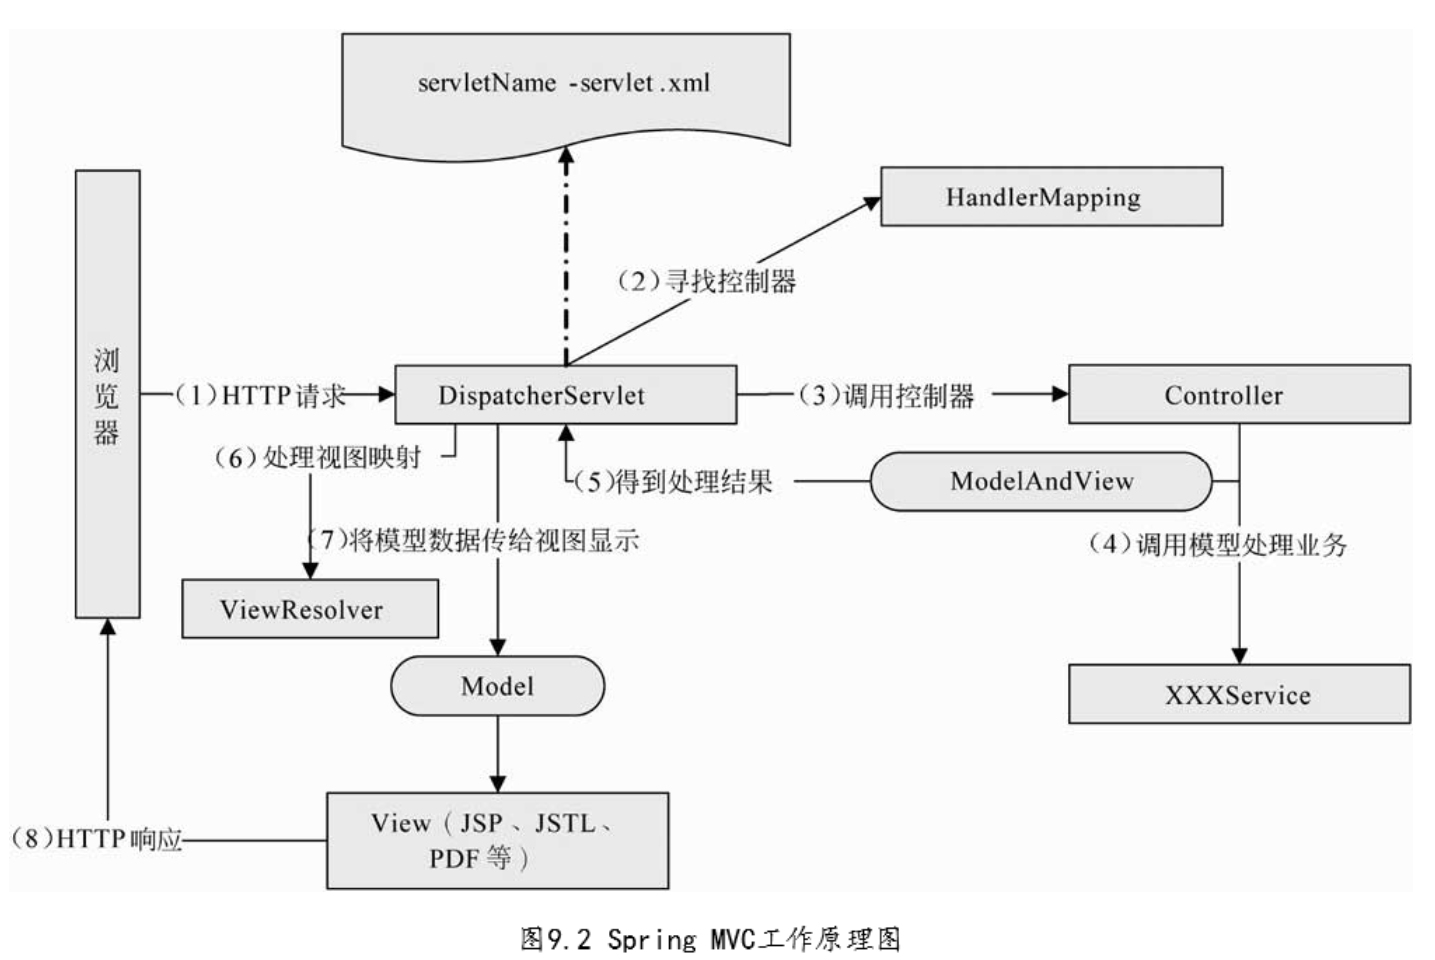 servletName -servlet.xml
HandlerMapping
(2)寻找控制器
浏览器
(1)HTTP请求
DispatcherServlet
(3)调用控制器
Controller
(6)处理视图映射
(5)得到处理结果
ModelAndView
(7)将模型数据传给视图显示
(4)调用模型处理业务
ViewResolver
Model
XXXService
View(JSP、JSTL、
PDF等)
(8)HTTP响应
图9.2 Spring MVC工作原理图